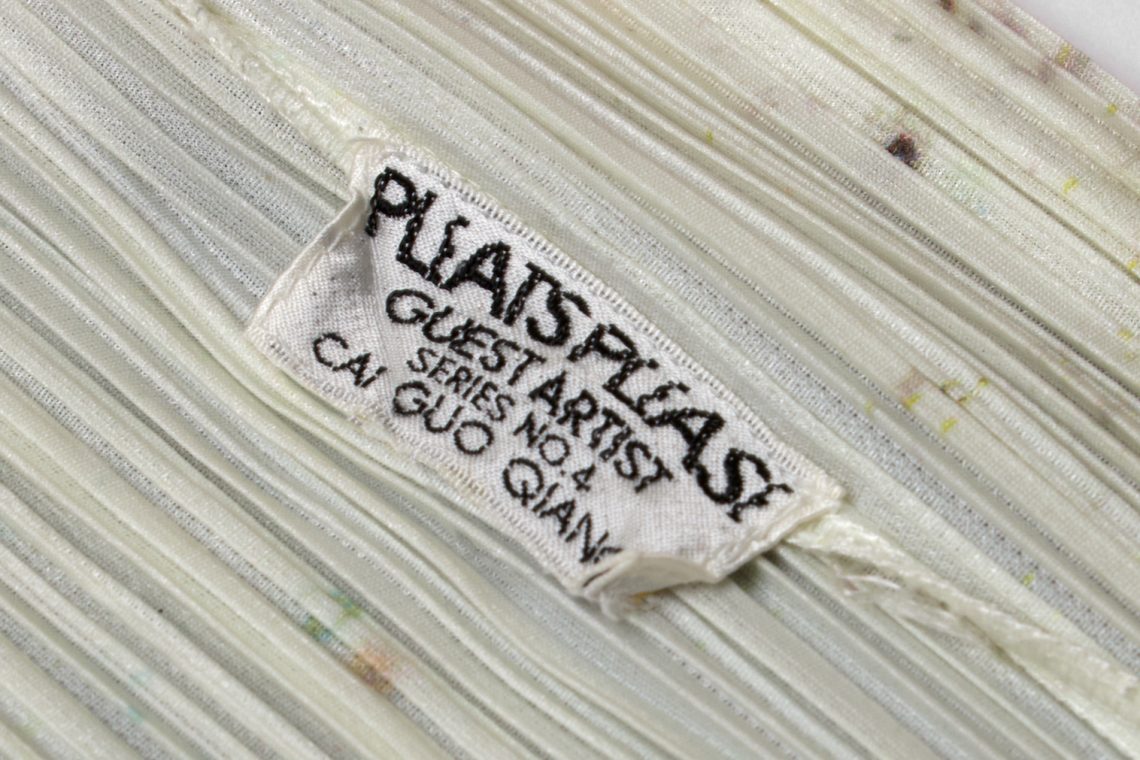 PLEATS PLEASE
GUEST ARTIST
SERIES NO.4
CAI GUO QIANG